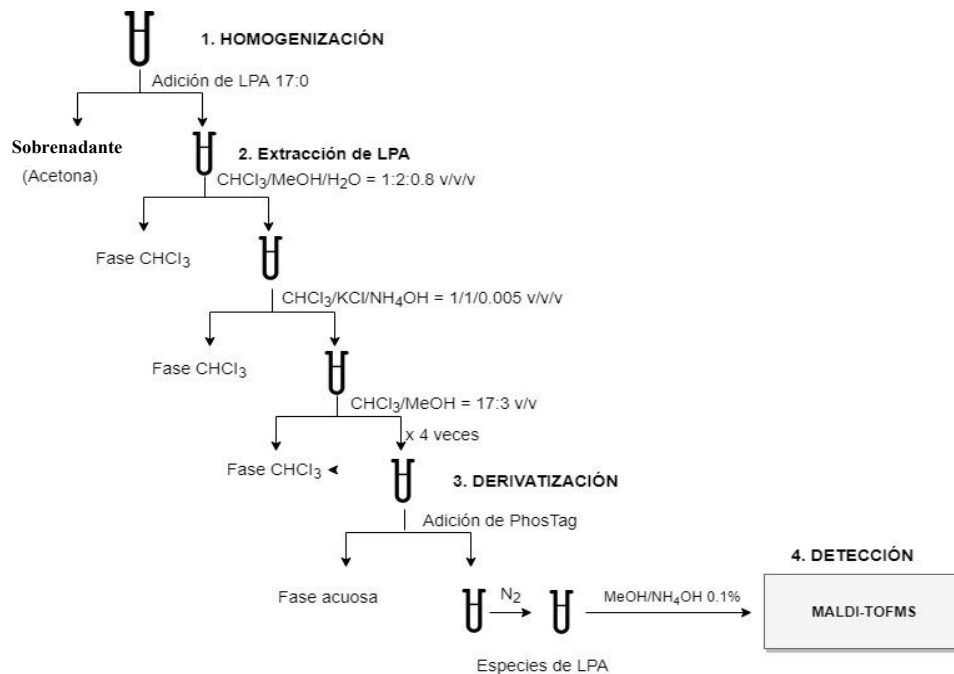 1. HOMOGENIZACIÓN
Adición de LPA 17:0
Sobrenadante
(Acetona)
2. Extracción de LPA
CHCl₃/MeOH/H₂O = 1:2:0.8 v/v/v
Fase CHCl₃
CHCl₃/KCl/NH₄OH = 1/1/0.005 v/v/v
Fase CHCl₃
CHCl₃/MeOH = 17:3 v/v
x 4 veces
Fase CHCl₃
3. DERIVATIZACIÓN
Adición de PhosTag
4. DETECCIÓN
Fase acuosa
N₂
MeOH/NH₄OH 0.1%
MALDI-TOFMS
Especies de LPA